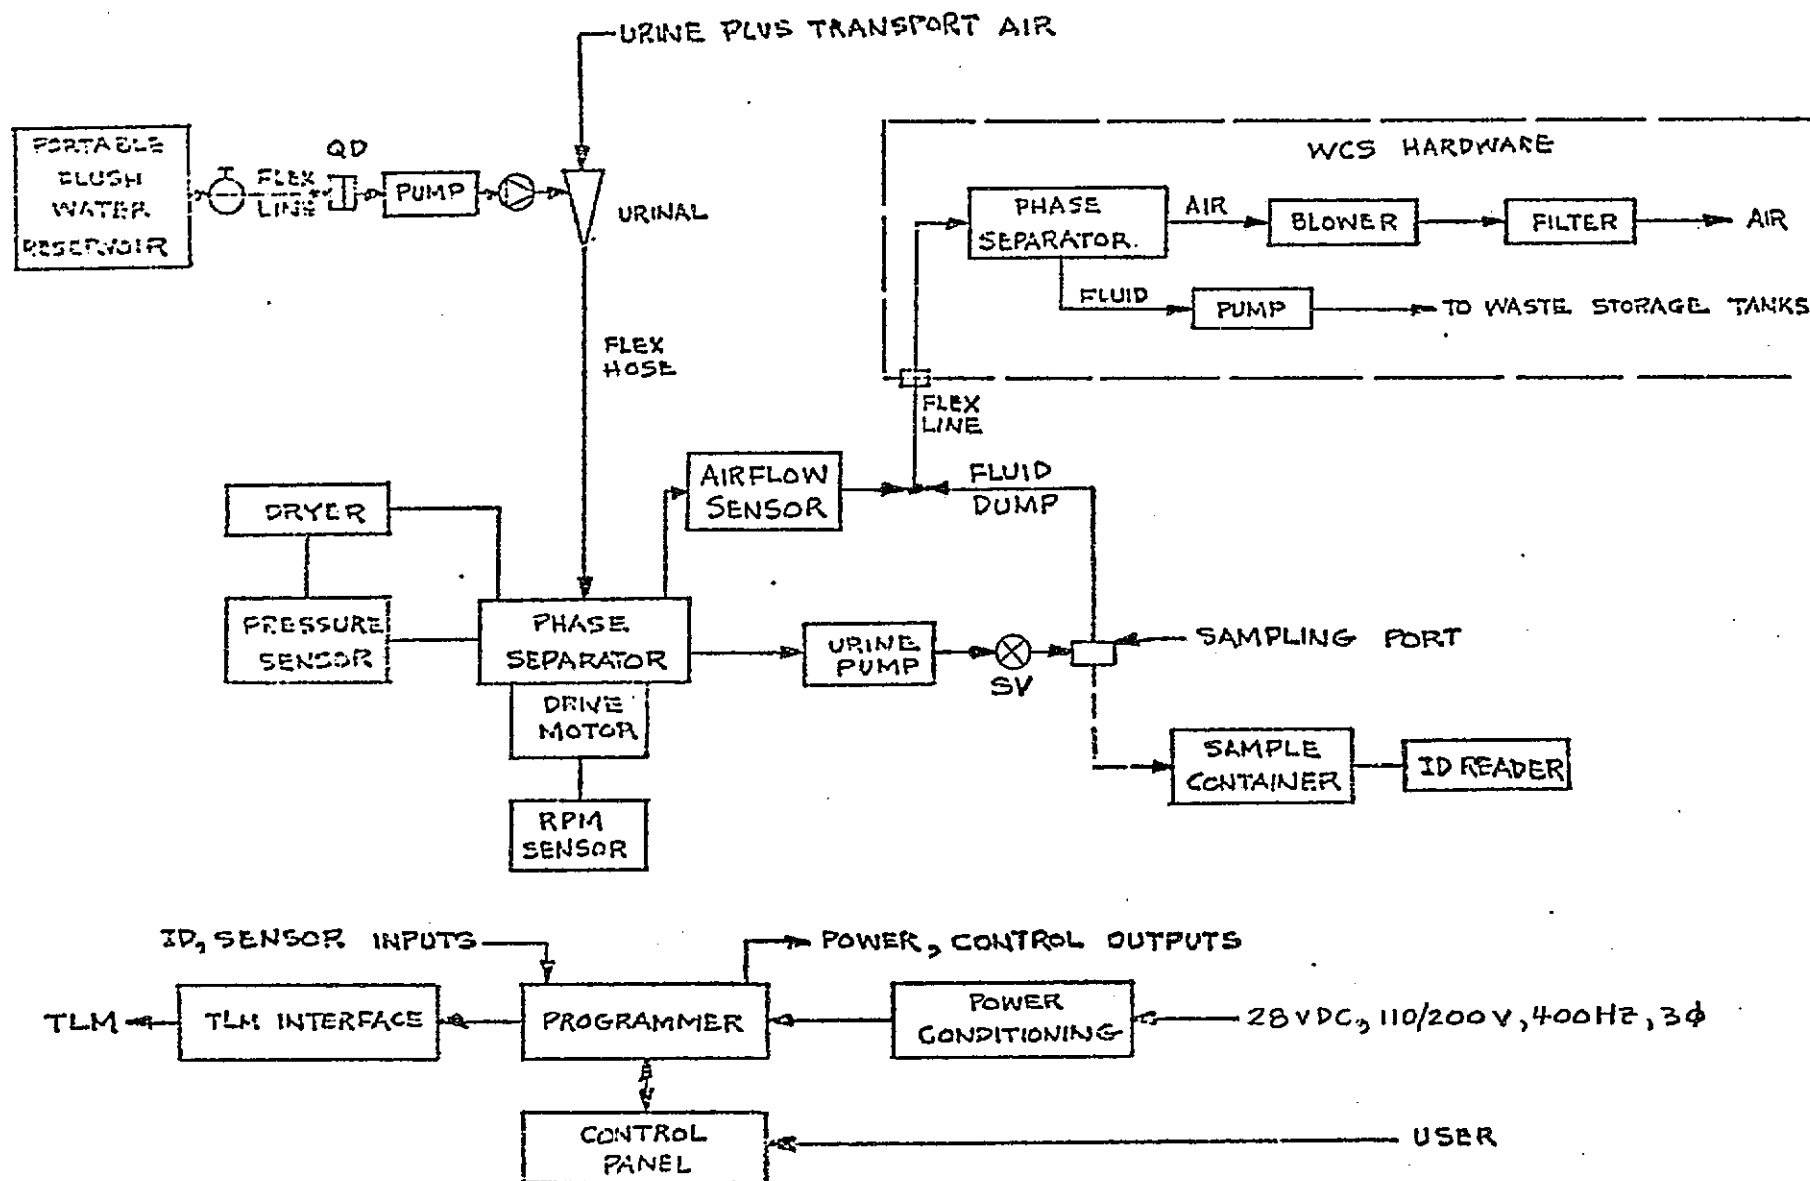 URINE PLUS TRANSPORT AIR
PORTABLE
FLUSH
WATER
RESERVOIR
FLEX
LINE
QD
PUMP
URINAL
WCS HARDWARE
PHASE
SEPARATOR.
AIR
BLOWER
FILTER
AIR
FLUID
PUMP
TO WASTE STORAGE TANKS
FLEX
HOSE
FLEX
LINE
AIRFLOW
SENSOR
FLUID
DUMP
DRYER
PRESSURE
SENSOR
PHASE
SEPARATOR
DRIVE
MOTOR
RPM
SENSOR
URINE
PUMP
SV
SAMPLING PORT
SAMPLE
CONTAINER
ID READER
ID, SENSOR INPUTS
POWER, CONTROL OUTPUTS
TLM
TLM INTERFACE
PROGRAMMER
POWER
CONDITIONING
28 VDC, 110/200 V, 400 HZ, 3ϕ
CONTROL
PANEL
USER